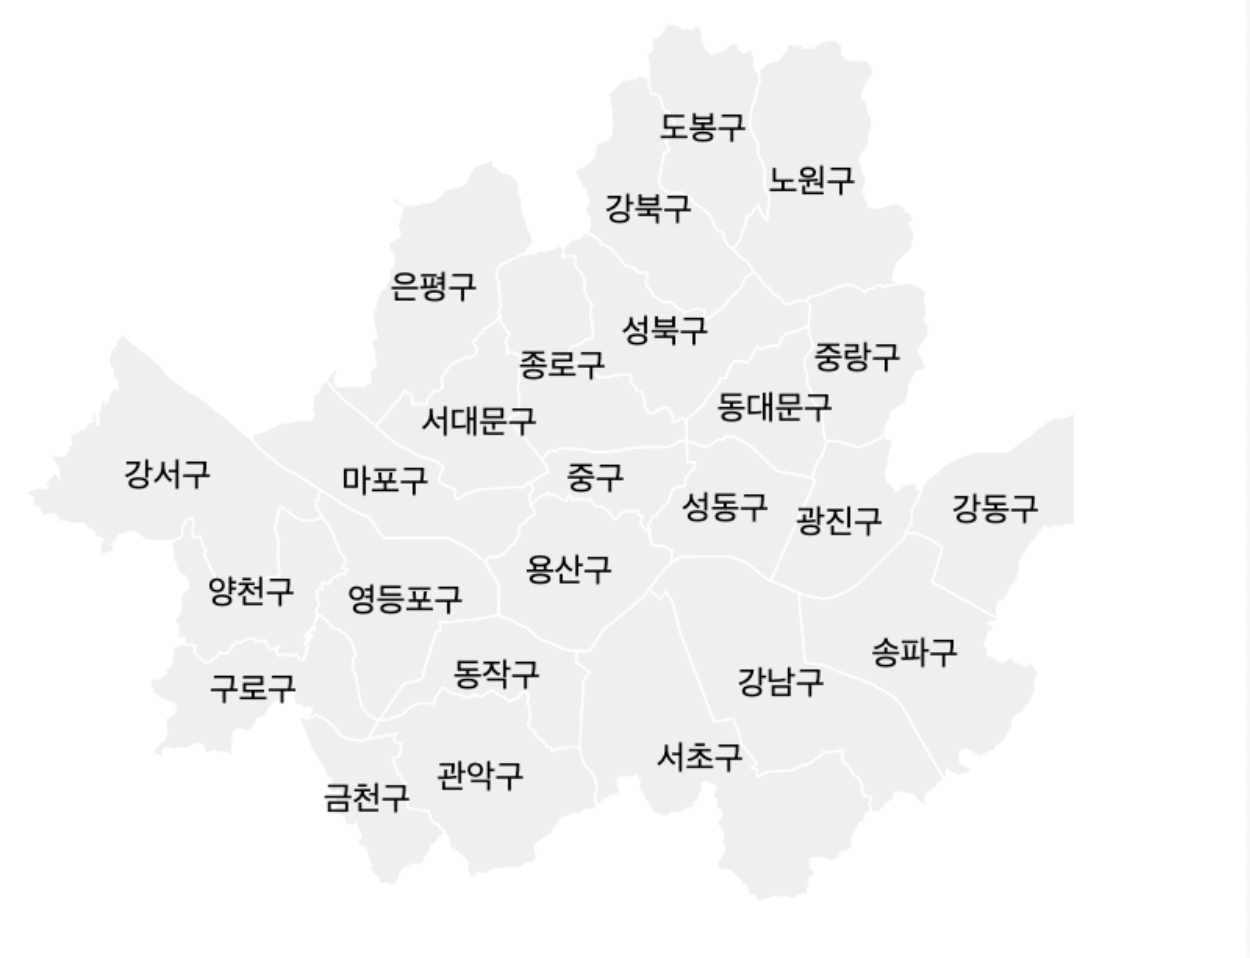 도봉구
노원구
강북구
은평구
성북구
중랑구
종로구
동대문구
서대문구
강서구
마포구
중구
성동구
강동구
광진구
용산구
양천구
영등포구
송파구
동작구
강남구
구로구
서초구
관악구
금천구